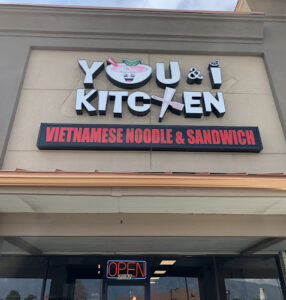 YOU & i
KITCHEN
VIETNAMESE NOODLE & SANDWICH
OPEN